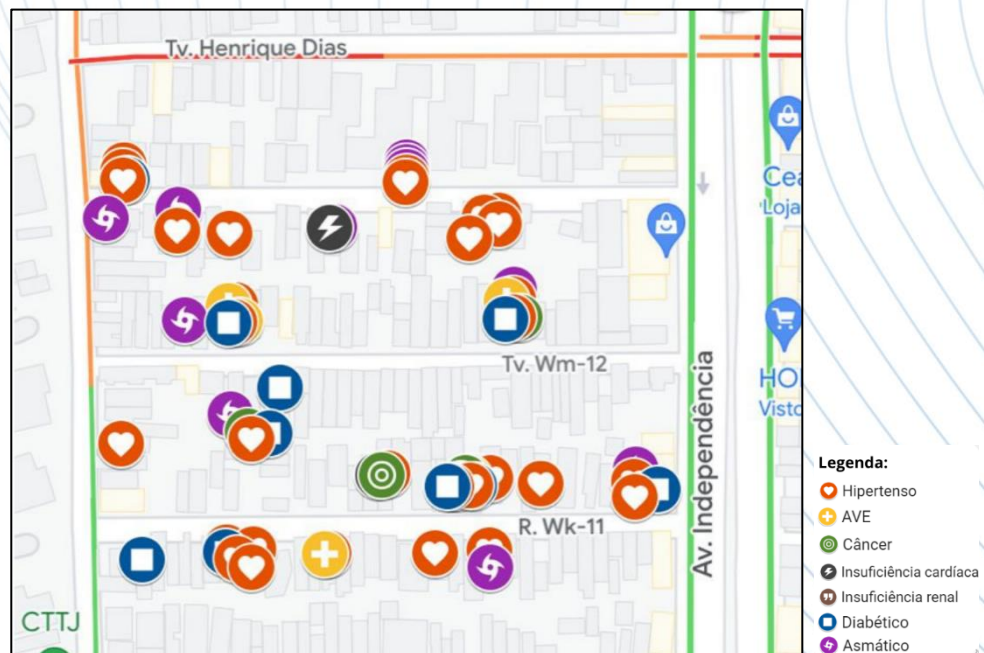 Tv. Henrique Dias
Cea
Loja
Tv. Wm-12
HO
Visto
Av. Independência
R. Wk-11
CTTJ
Legenda:
Hipertenso
AVE
Câncer
Insuficiência cardíaca
Insuficiência renal
Diabético
Asmático